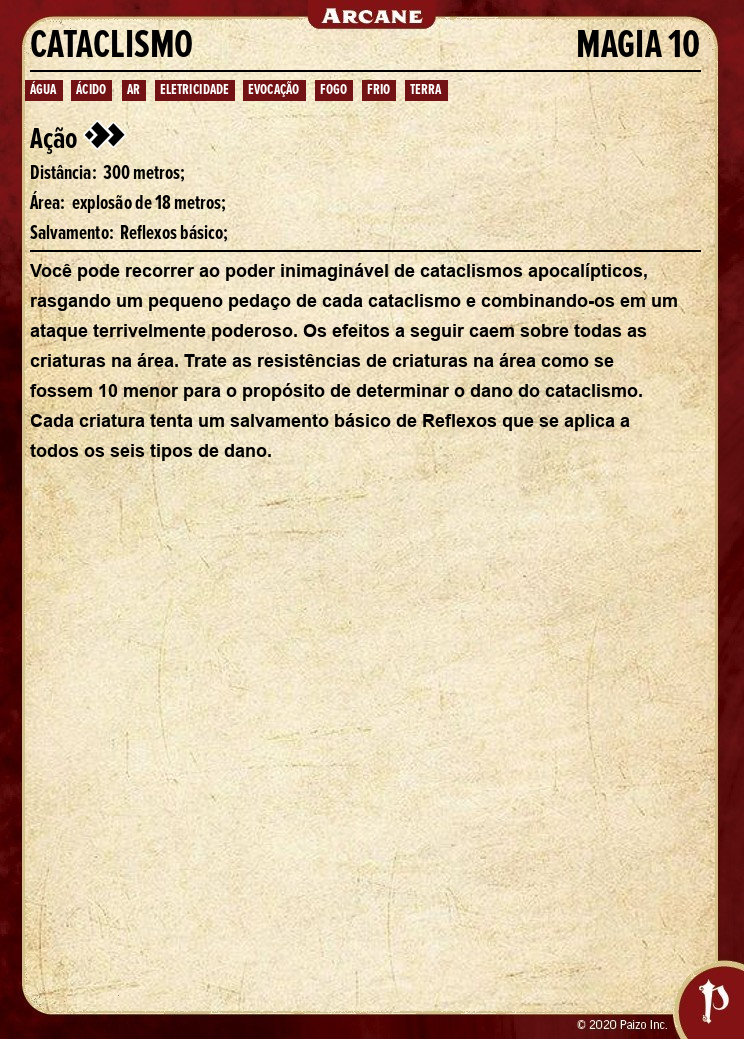 ARCANE
CATACLISMO MAGIA 10
ÁGUA ÁCIDO AR ELETRICIDADE EVOCAÇÃO FOGO FRIO TERRA
Ação
Distância: 300 metros;
Área: explosão de 18 metros;
Salvamento: Reflexos básico;
Você pode recorrer ao poder inimaginável de cataclismos apocalípticos,
rasgando um pequeno pedaço de cada cataclismo e combinando-os em um
ataque terrivelmente poderoso. Os efeitos a seguir caem sobre todas as
criaturas na área. Trate as resistências de criaturas na área como se
fossem 10 menor para o propósito de determinar o dano do cataclismo.
Cada criatura tenta um salvamento básico de Reflexos que se aplica a
todos os seis tipos de dano.
© 2020 Paizo Inc.
P